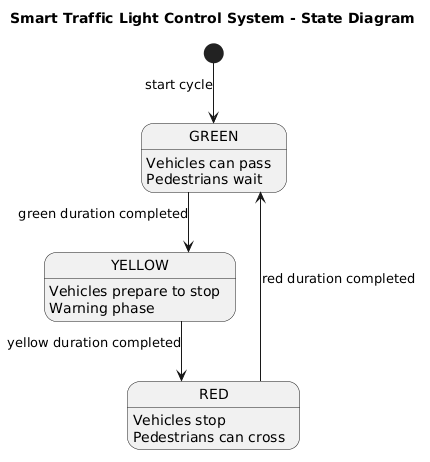 Smart Traffic Light Control System - State Diagram
start cycle
GREEN
Vehicles can pass
Pedestrians wait
green duration completed
YELLOW
Vehicles prepare to stop
Warning phase
red duration completed
yellow duration completed
RED
Vehicles stop
Pedestrians can cross